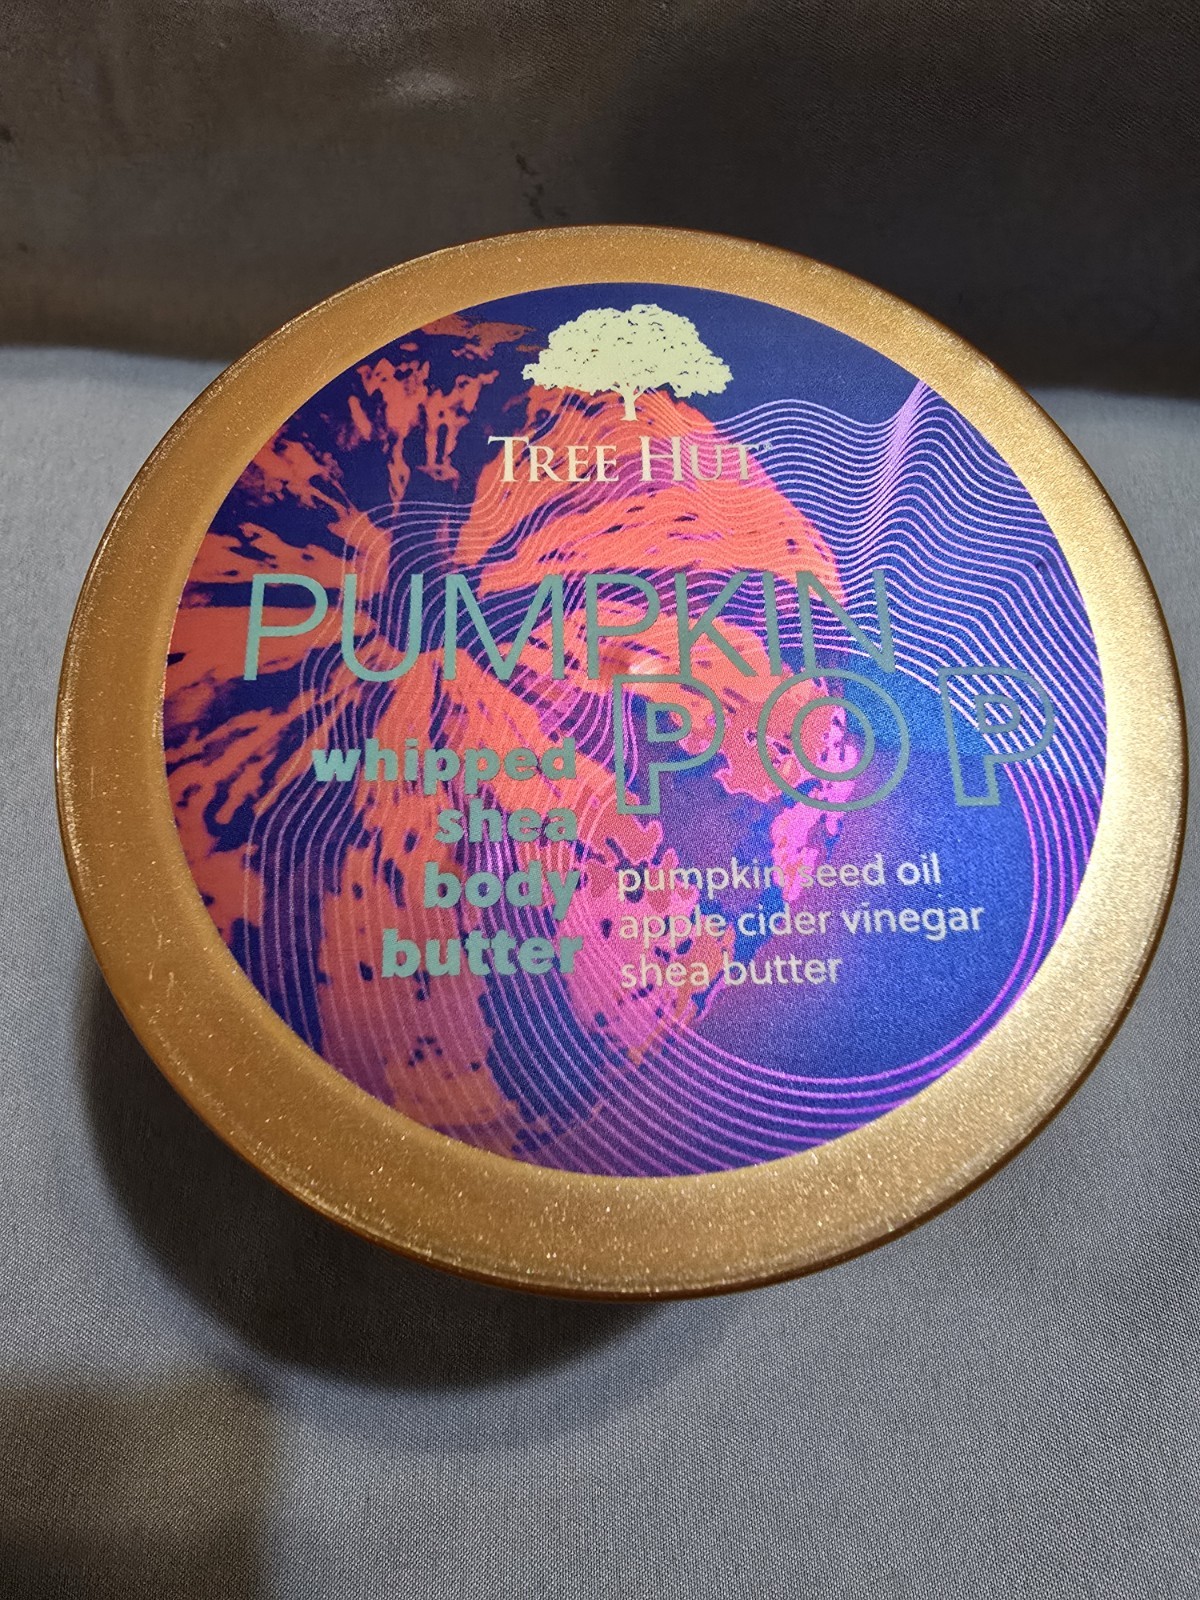 TREE HUT®
PUMPKIN
POP
whipped
shea
body
butter
pumpkin seed oil
apple cider vinegar
shea butter